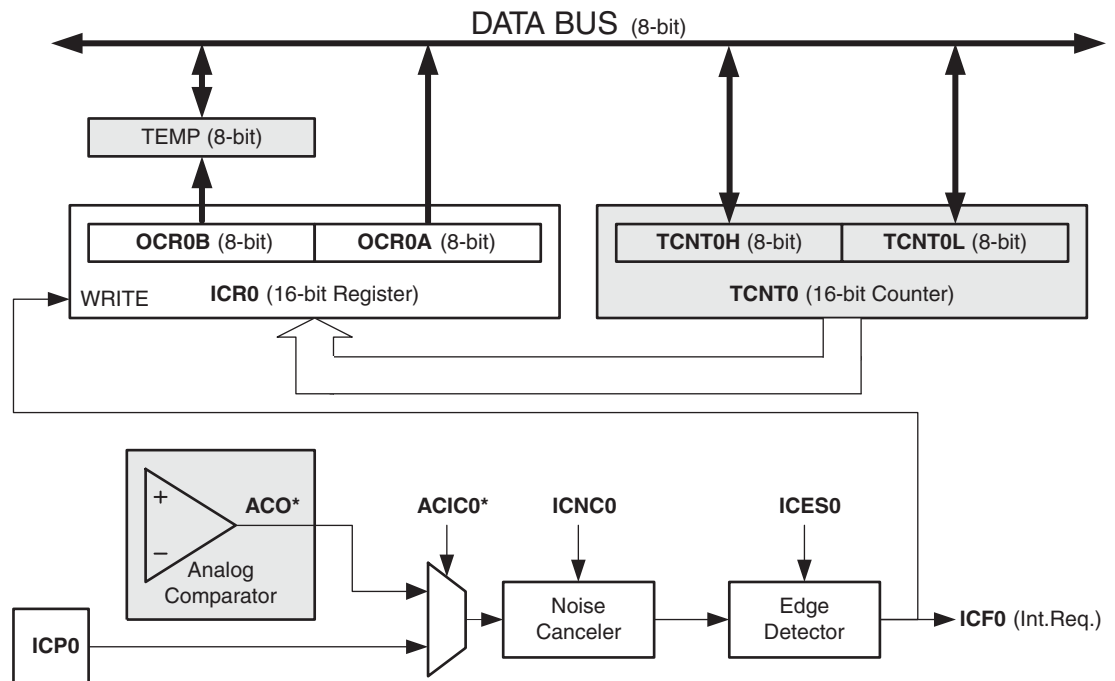 DATA BUS (8-bit)
TEMP (8-bit)
OCR0B (8-bit)
OCR0A (8-bit)
TCNT0H (8-bit)
TCNT0L (8-bit)
WRITE
ICR0 (16-bit Register)
TCNT0 (16-bit Counter)
+
−
ACO*
Analog
Comparator
ACIC0*
ICNC0
ICES0
ICP0
Noise
Canceler
Edge
Detector
ICF0 (Int.Req.)